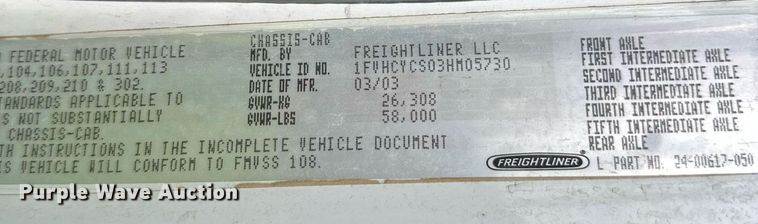 CHASSIS-CAB
FEDERAL MOTOR VEHICLE MFD. BY FREIGHTLINER LLC
,104,106,107,111,113 VEHICLE ID NO. 1FVHCYCS03HM05730
208,209,210 & 302. DATE OF MFR. 03/03
STANDARDS APPLICABLE TO GVWR-KG 26,308
IS NOT SUBSTANTIALLY GVWR-LBS 58,000
CHASSIS-CAB.
TH INSTRUCTIONS IN THE INCOMPLETE VEHICLE DOCUMENT
IS VEHICLE WILL CONFORM TO FMVSS 108.
FRONT AXLE
FIRST INTERMEDIATE AXLE
SECOND INTERMEDIATE AXLE
THIRD INTERMEDIATE AXLE
FOURTH INTERMEDIATE AXLE
FIFTH INTERMEDIATE AXLE
REAR AXLE
FREIGHTLINER L PART NO. 24-00617-050
Purple Wave Auction